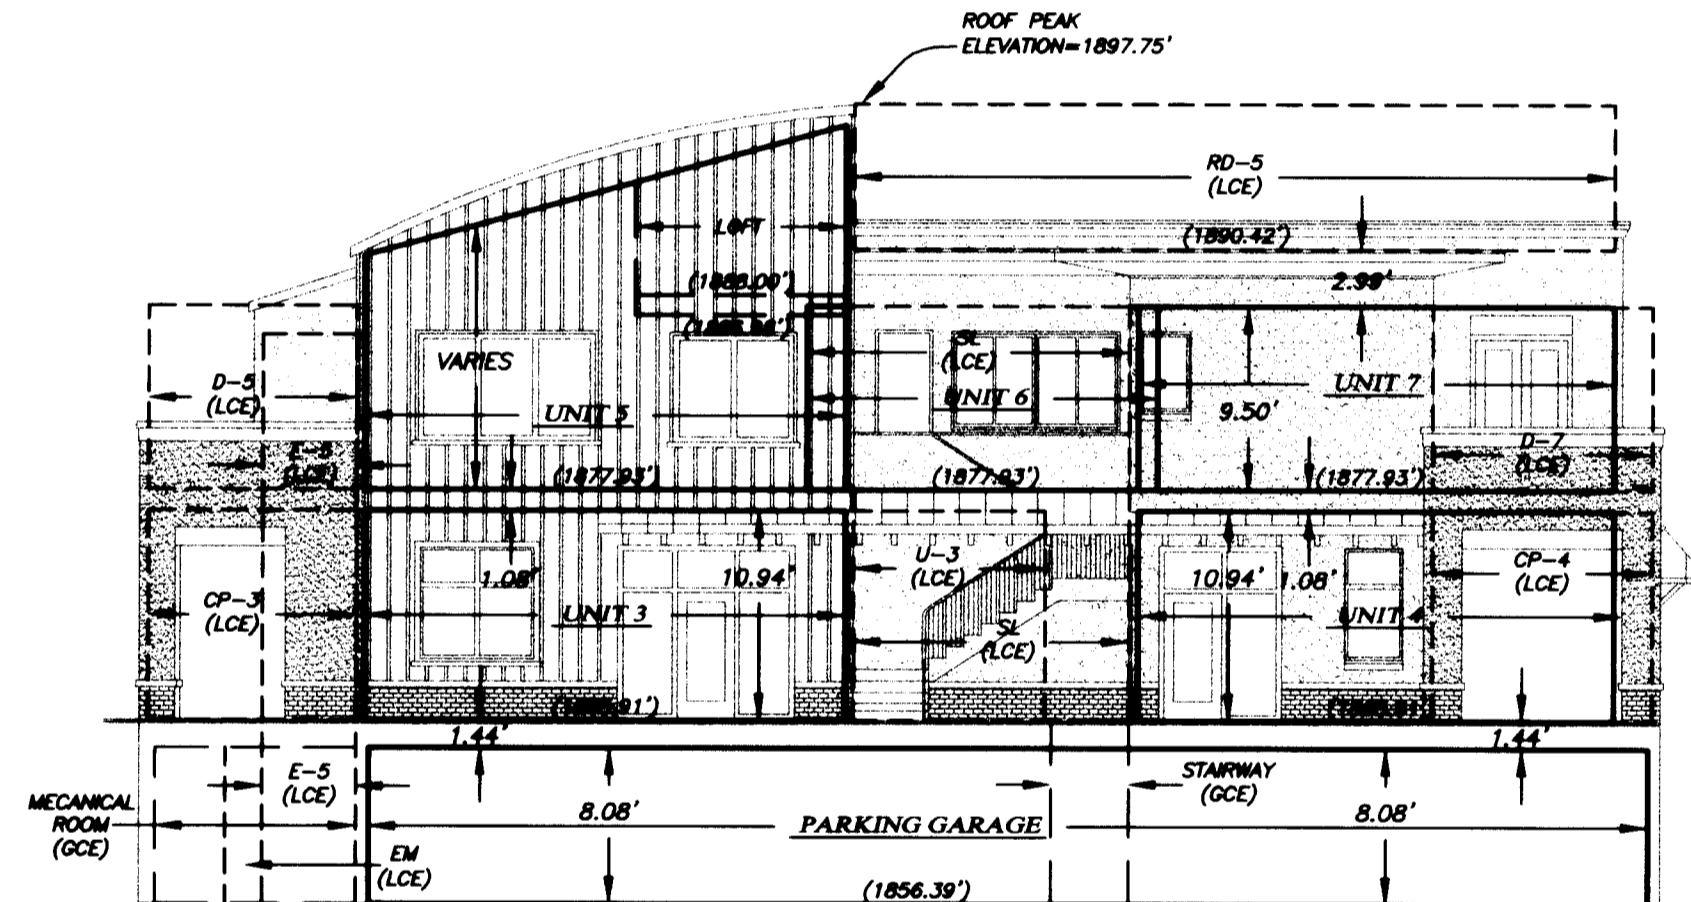 ROOF PEAK
ELEVATION=1897.75'
RD-5
(LCE)
LOFT
(1890.42')
(1888.00')
2.99'
VARIES
SL
(LCE)
D-5
(LCE)
UNIT 5
UNIT 6
UNIT 7
9.50'
E-5
(LCE)
D-7
(LCE)
(1877.93')
(1877.93')
(1877.93')
U-3
(LCE)
CP-4
(LCE)
1.08'
10.94'
10.94'
1.08'
CP-3
(LCE)
UNIT 3
UNIT 4
SL
(LCE)
1.44'
1.44'
E-5
(LCE)
STAIRWAY
(GCE)
MECANICAL
ROOM
(GCE)
8.08'
PARKING GARAGE
8.08'
EM
(LCE)
(1856.39')